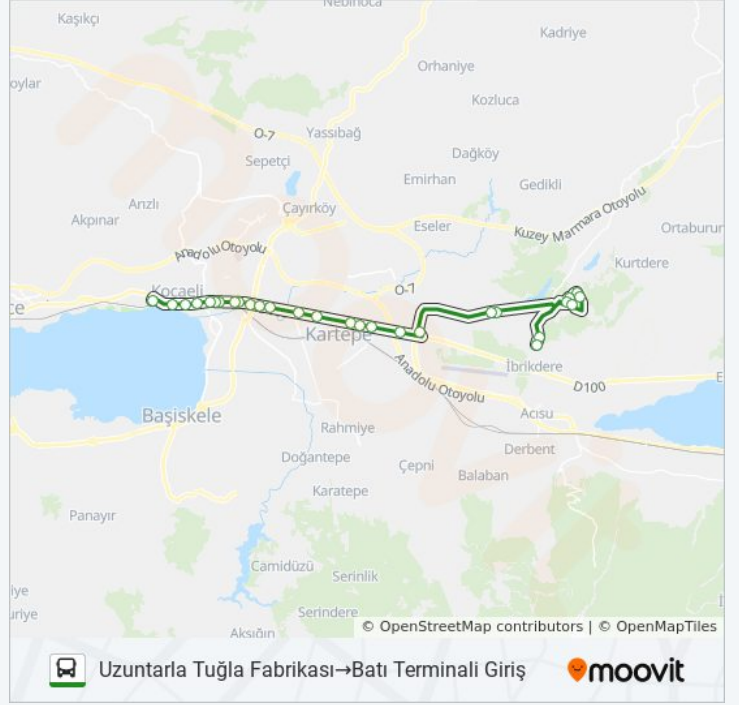 Nebihoca
Kaşıkçı
Kadriye
Orhaniye
oylar
Kozluca
O-7
Yassıbağ
Sepetçi
Dağköy
Emirhan
Gedikli
Arızlı
Çayırköy
Akpınar
Eseler
Kuzey Marmara Otoyolu
Ortaburun
Anadolu Otoyolu
Kurtdere
Kocaeli
O-7
ce
Kartepe
İbrikdere
Anadolu Otoyolu
D100
E
Başiskele
Acısu
Rahmiye
Derbent
Doğantepe
Çepni
Balaban
Karatepe
Panayır
Camidüzü
Serinlik
iye
uriye
Serindere
Aksığın
© OpenStreetMap contributors | © OpenMapTiles
Uzuntarla Tuğla Fabrikası→Batı Terminali Giriş
moovit